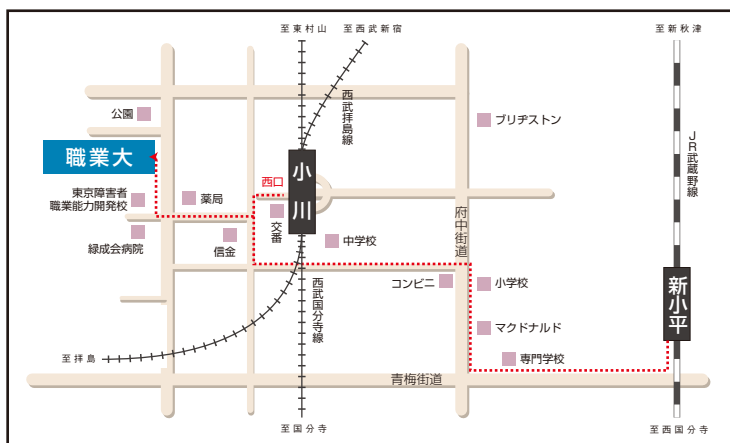 至東村山
至西武新宿
至新秋津
公園
西武拝島線
ブリヂストン
JR武蔵野線
職業大
小川
西口
東京障害者
職業能力開発校
薬局
交番
府中街道
緑成会病院
信金
中学校
コンビニ
小学校
新小平
西武国分寺線
マクドナルド
至拝島
専門学校
青梅街道
至国分寺
至西国分寺